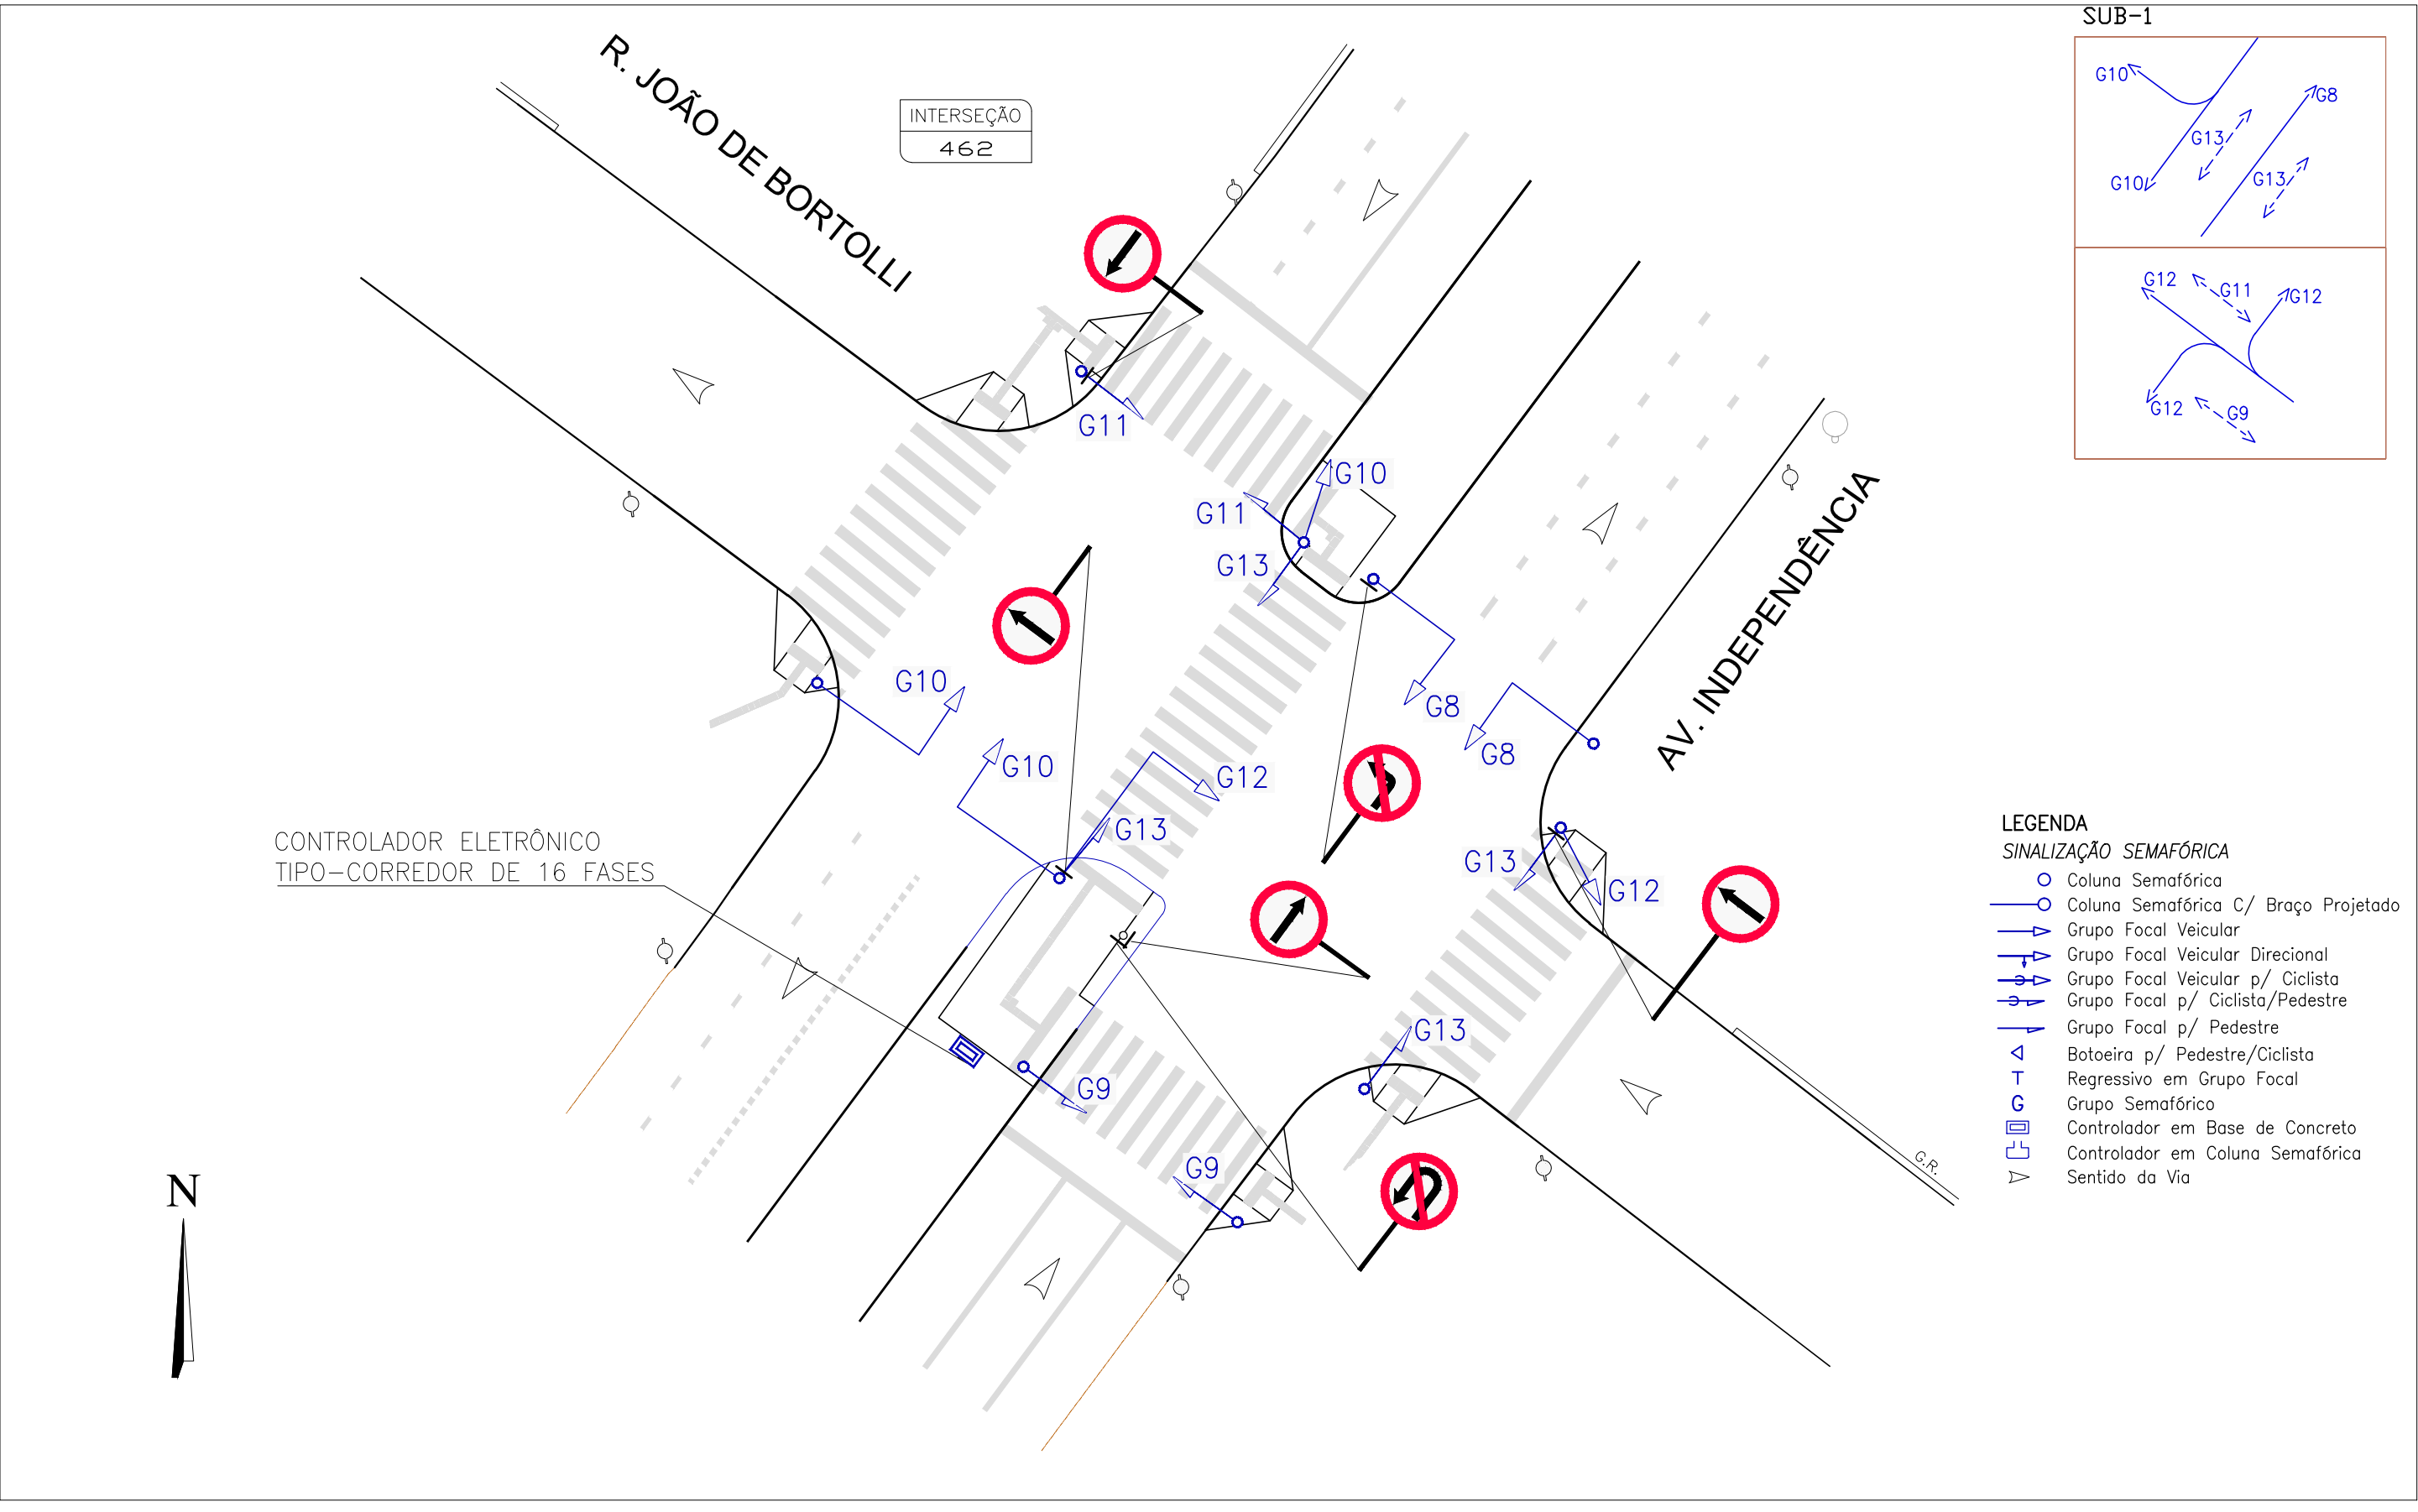 SUB-1
G10
G8
G13
G13
G10
G12
G11
G12
G12
G9
R. JOÃO DE BORTOLLI
INTERSEÇÃO
462
G11
G10
G11
G13
AV. INDEPENDÊNCIA
G10
G8
G8
G10
G12
G13
G13
G12
CONTROLADOR ELETRÔNICO
TIPO-CORREDOR DE 16 FASES
G13
G9
G9
G.R.
N
LEGENDA
SINALIZAÇÃO SEMAFÓRICA
Coluna Semafórica
Coluna Semafórica C/ Braço Projetado
Grupo Focal Veicular
Grupo Focal Veicular Direcional
Grupo Focal Veicular p/ Ciclista
Grupo Focal p/ Ciclista/Pedestre
Grupo Focal p/ Pedestre
Botoeira p/ Pedestre/Ciclista
T Regressivo em Grupo Focal
G Grupo Semafórico
Controlador em Base de Concreto
Controlador em Coluna Semafórica
Sentido da Via